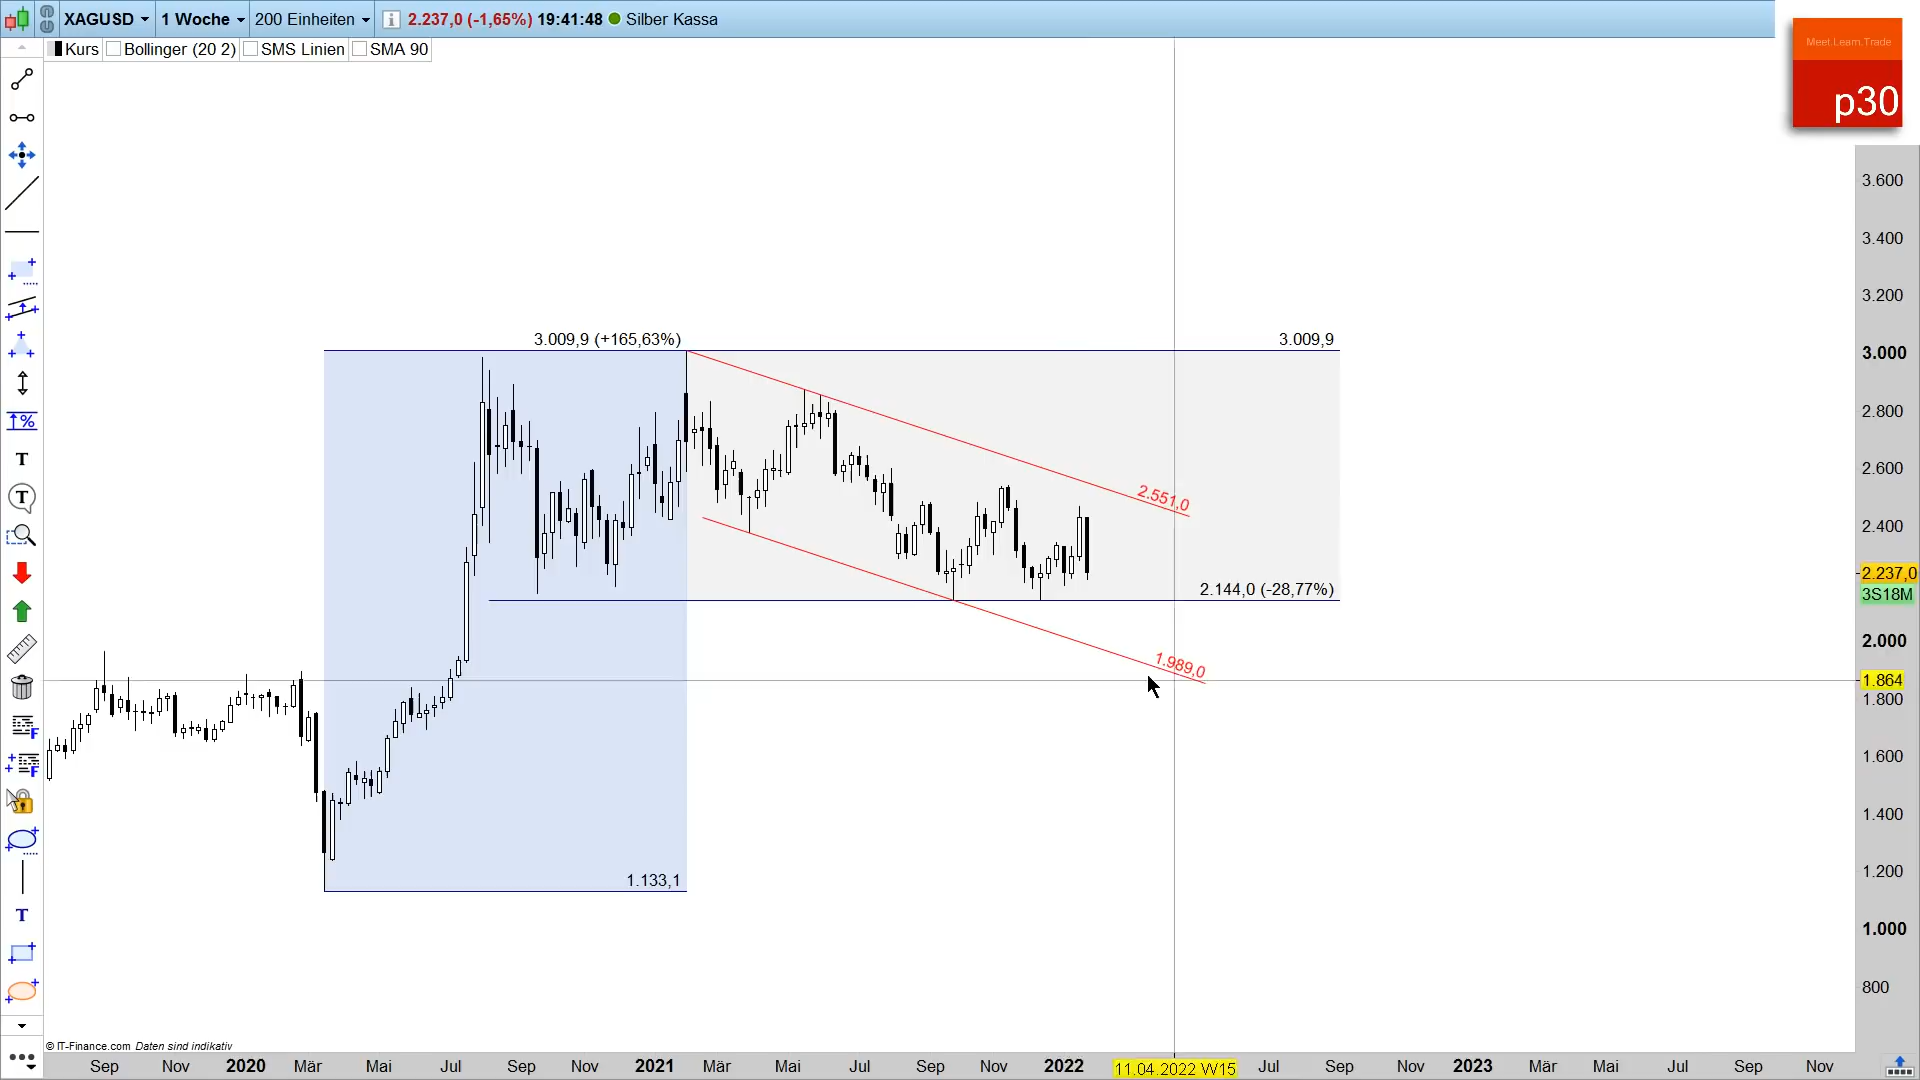 XAGUSD 1 Woche 200 Einheiten i 2.237,0 (-1,65%) 19:41:48 Silber Kassa
Kurs Bollinger (20 2) SMS Linien SMA 90
Meet.Learn.Trade
p30
3.600
3.400
3.200
3.009,9 (+165,63%)
3.009,9
3.000
2.800
2.600
2.551,0
2.400
2.144,0 (-28,77%)
2.237,0
3S18M
2.000
1.989,0
1.864
1.800
1.600
1.400
1.133,1
1.200
1.000
800
%
T
T
F
F
T
© IT-Finance.com Daten sind indikativ
Sep Nov 2020 Mär Mai Jul Sep Nov 2021 Mär Mai Jul Sep Nov 2022 11.04.2022 W15 Jul Sep Nov 2023 Mär Mai Jul Sep Nov